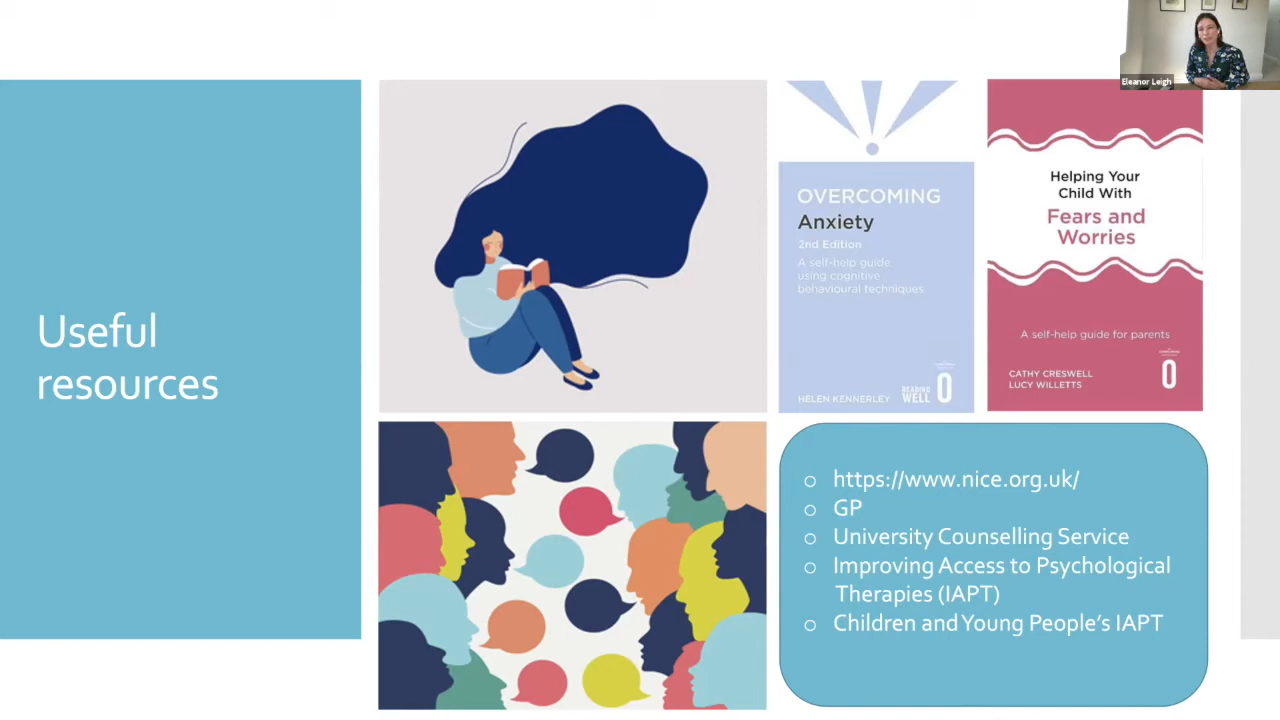 Eleanor Leigh
Useful
resources
OVERCOMING
Anxiety
2nd Edition
A self-help guide
using cognitive
behavioural techniques
HELEN KENNERLEY
READING
WELL
Helping Your
Child With
Fears and
Worries
A self-help guide for parents
CATHY CRESWELL
LUCY WILLETTS
https://www.nice.org.uk/
GP
University Counselling Service
Improving Access to Psychological
Therapies (IAPT)
Children and Young People's IAPT